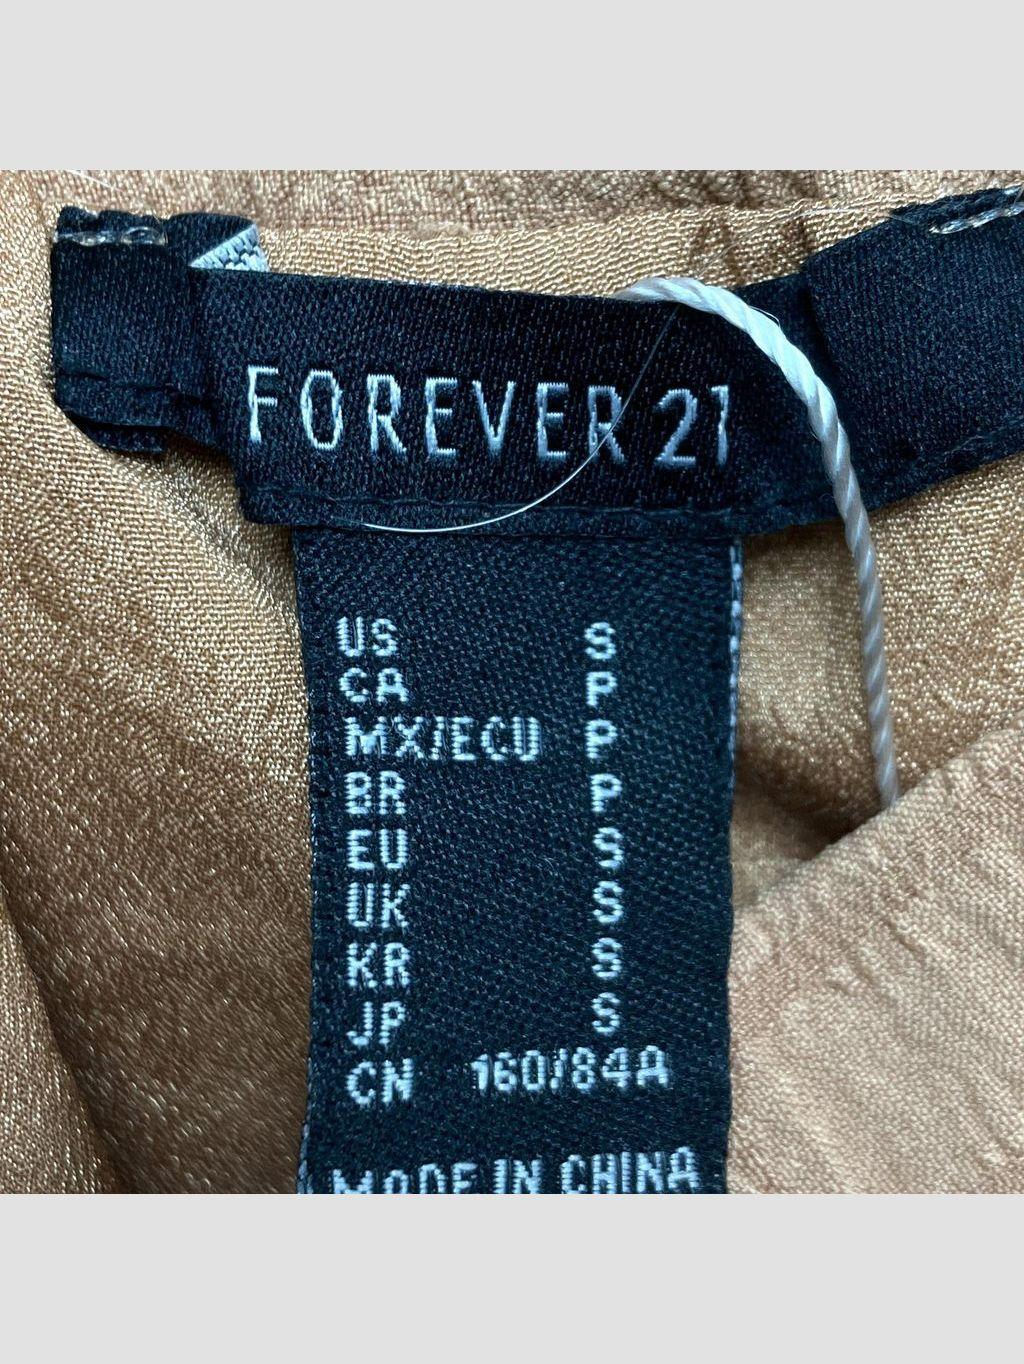 FOREVER 21
US S
CA P
MX/ECU P
BR P
EU S
UK S
KR S
JP S
CN 160/84A
MADE IN CHINA